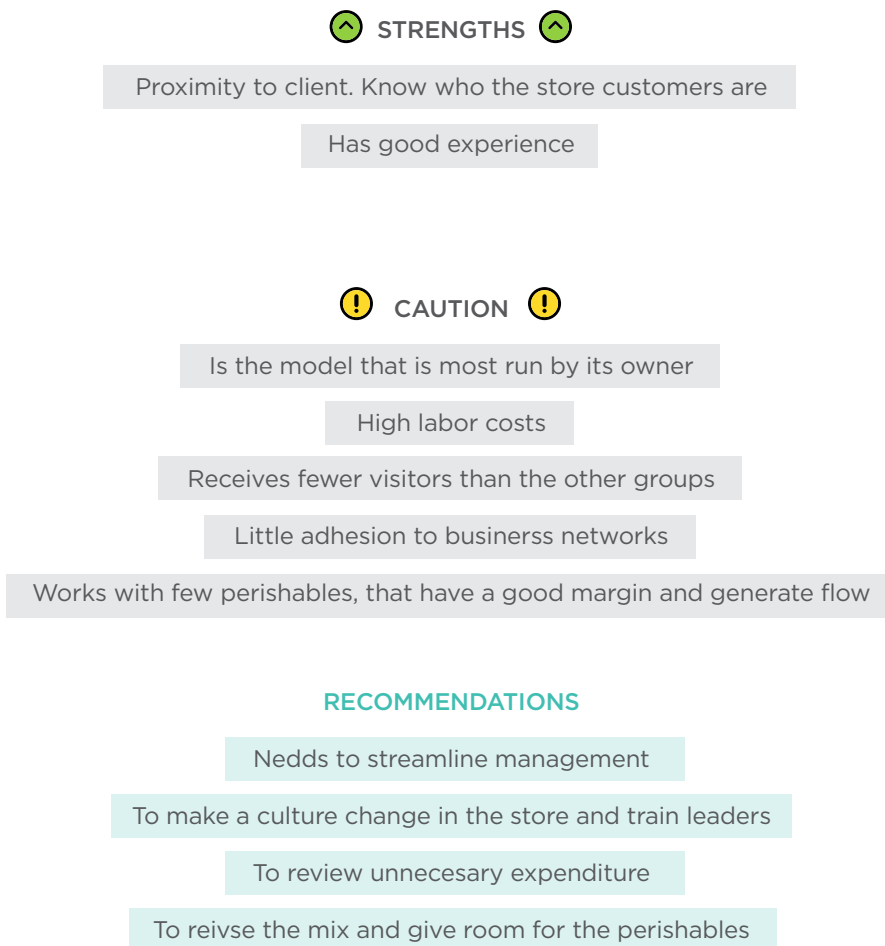 STRENGTHS
Proximity to client. Know who the store customers are
Has good experience
CAUTION
Is the model that is most run by its owner
High labor costs
Receives fewer visitors than the other groups
Little adhesion to businerss networks
Works with few perishables, that have a good margin and generate flow
RECOMMENDATIONS
Nedds to streamline management
To make a culture change in the store and train leaders
To review unnecesary expenditure
To reivse the mix and give room for the perishables